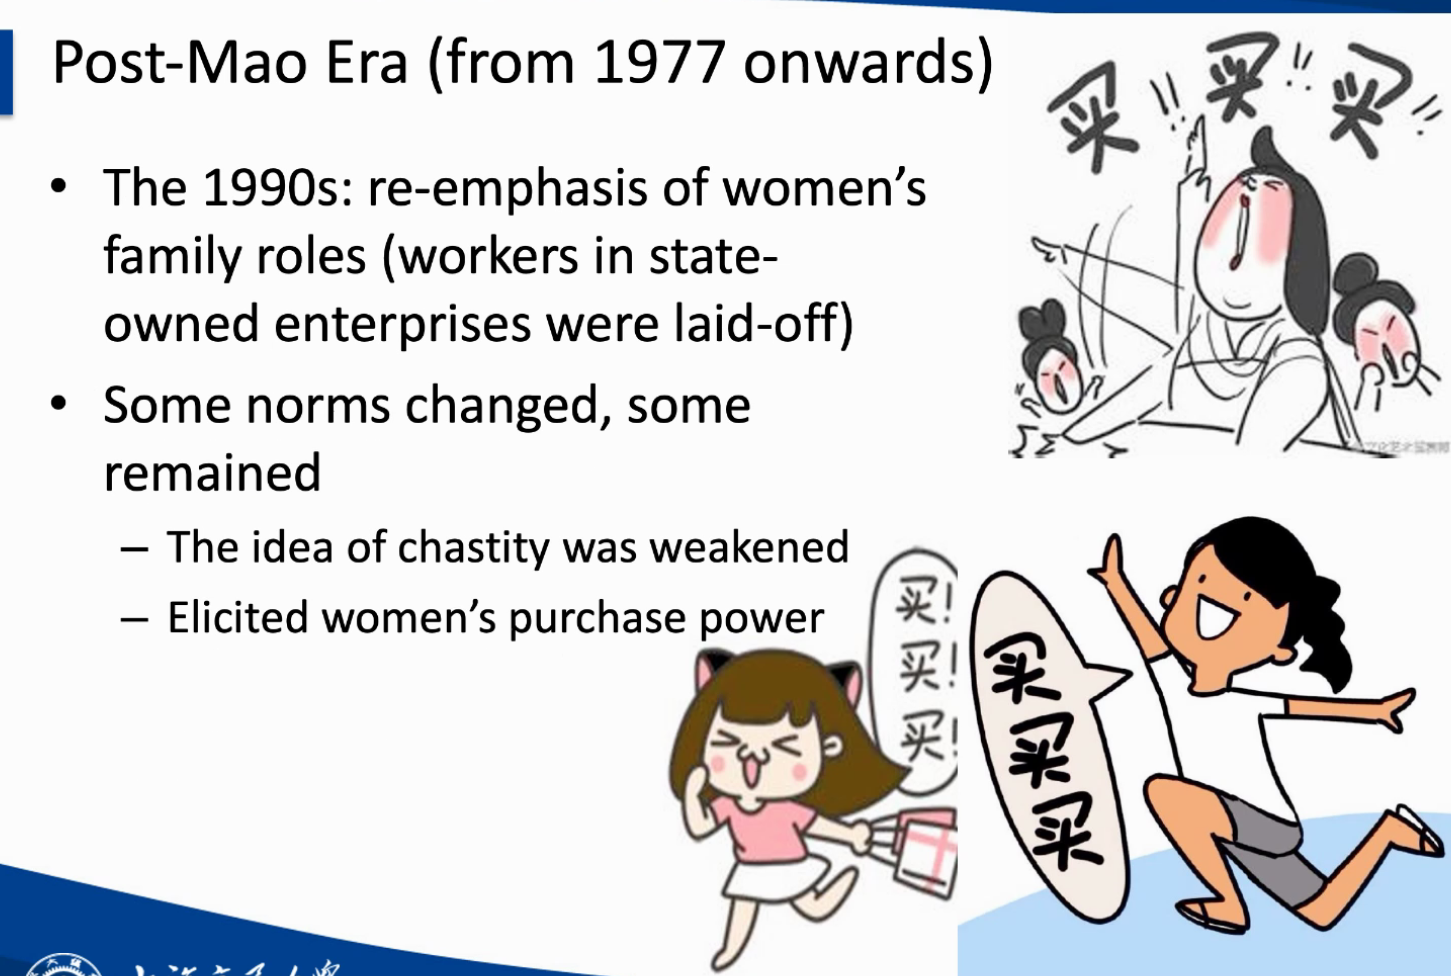 Post-Mao Era (from 1977 onwards)
• The 1990s: re-emphasis of women’s
family roles (workers in state-
owned enterprises were laid-off)
• Some norms changed, some
remained
– The idea of chastity was weakened
– Elicited women’s purchase power
买!! 买!! 买!!
买!
买!
买!
买
买
买